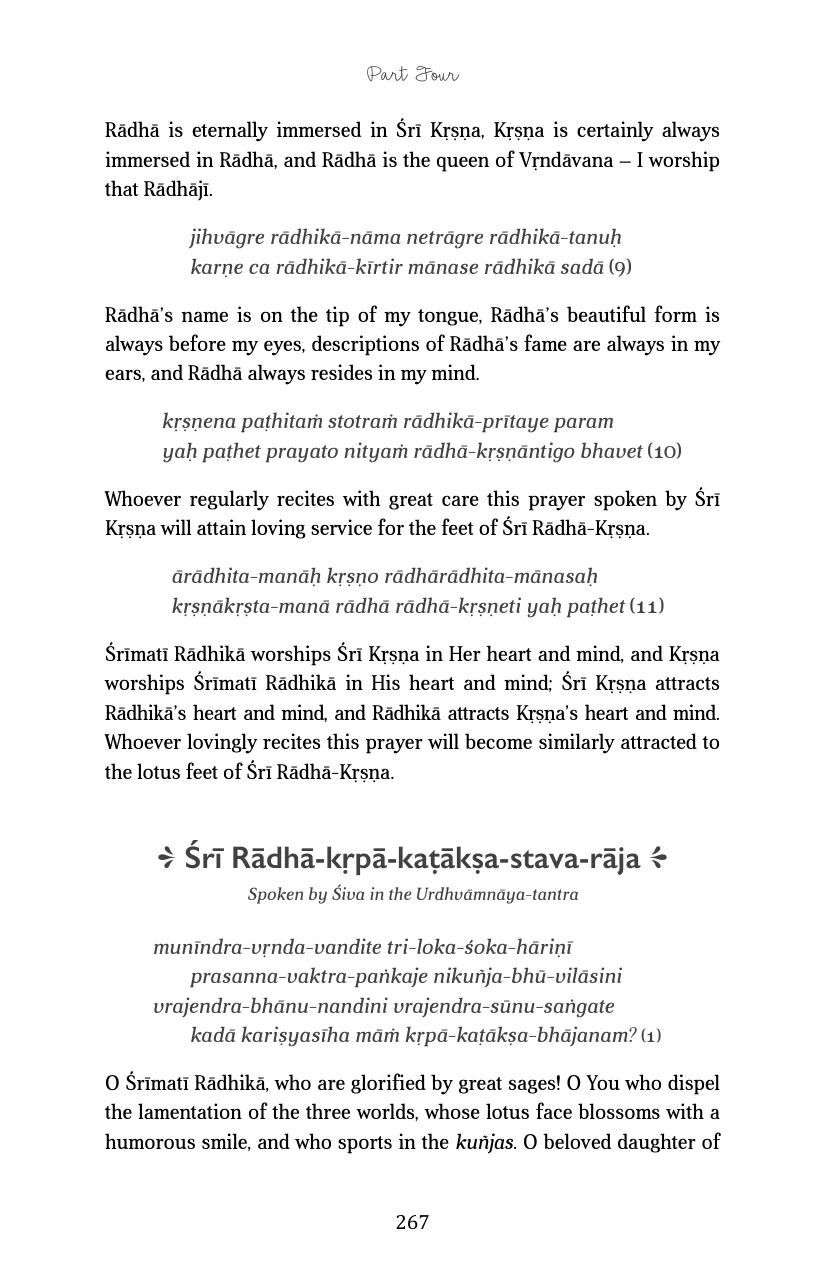 Part Four
Rādhā is eternally immersed in Śrī Kṛṣṇa, Kṛṣṇa is certainly always
immersed in Rādhā, and Rādhā is the queen of Vṛndāvana – I worship
that Rādhājī.
jihvāgre rādhikā-nāma netrāgre rādhikā-tanuḥ
karṇe ca rādhikā-kīrtir mānase rādhikā sadā (9)
Rādhā’s name is on the tip of my tongue, Rādhā’s beautiful form is
always before my eyes, descriptions of Rādhā’s fame are always in my
ears, and Rādhā always resides in my mind.
kṛṣṇena paṭhitaṁ stotraṁ rādhikā-prītaye param
yaḥ paṭhet prayato nityaṁ rādhā-kṛṣṇāntigo bhavet (10)
Whoever regularly recites with great care this prayer spoken by Śrī
Kṛṣṇa will attain loving service for the feet of Śrī Rādhā-Kṛṣṇa.
ārādhita-manāḥ kṛṣṇo rādhārādhita-mānasaḥ
kṛṣṇākṛṣta-manā rādhā rādhā-kṛṣṇeti yaḥ paṭhet (11)
Śrīmatī Rādhikā worships Śrī Kṛṣṇa in Her heart and mind, and Kṛṣṇa
worships Śrīmatī Rādhikā in His heart and mind; Śrī Kṛṣṇa attracts
Rādhikā’s heart and mind, and Rādhikā attracts Kṛṣṇa’s heart and mind.
Whoever lovingly recites this prayer will become similarly attracted to
the lotus feet of Śrī Rādhā-Kṛṣṇa.
Śrī Rādhā-kṛpā-kaṭākṣa-stava-rāja
Spoken by Śiva in the Urdhvāmnāya-tantra
munīndra-vṛnda-vandite tri-loka-śoka-hāriṇī
prasanna-vaktra-paṅkaje nikuñja-bhū-vilāsini
vrajendra-bhānu-nandini vrajendra-sūnu-saṅgate
kadā kariṣyasīha māṁ kṛpā-kaṭākṣa-bhājanam? (1)
O Śrīmatī Rādhikā, who are glorified by great sages! O You who dispel
the lamentation of the three worlds, whose lotus face blossoms with a
humorous smile, and who sports in the kuñjas. O beloved daughter of
267